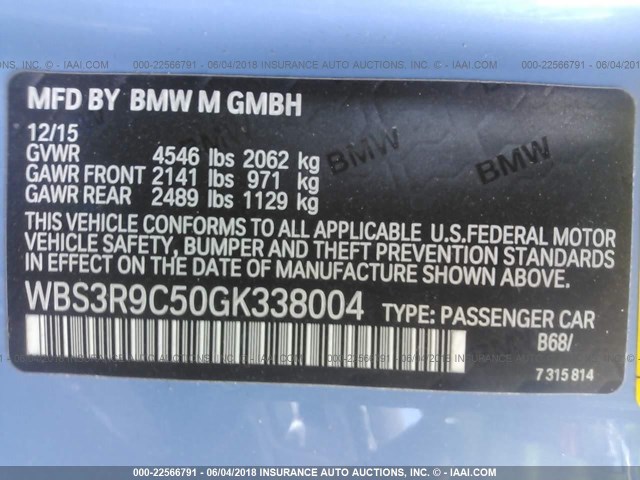 000-22566791 - 06/04/2018 INSURANCE AUTO AUCTIONS, INC. © - IAAI.COM
MFD BY BMW M GMBH
12/15
GVWR 4546 lbs 2062 kg
GAWR FRONT 2141 lbs 971 kg
GAWR REAR 2489 lbs 1129 kg
THIS VEHICLE CONFORMS TO ALL APPLICABLE U.S.FEDERAL MOTOR
VEHICLE SAFETY, BUMPER AND THEFT PREVENTION STANDARDS
IN EFFECT ON THE DATE OF MANUFACTURE SHOWN ABOVE.
WBS3R9C50GK338004 TYPE: PASSENGER CAR
B68/
7 315 814
BMW
BMW
BMW
000-22566791 - 06/04/2018 INSURANCE AUTO AUCTIONS, INC. © - IAAI.COM